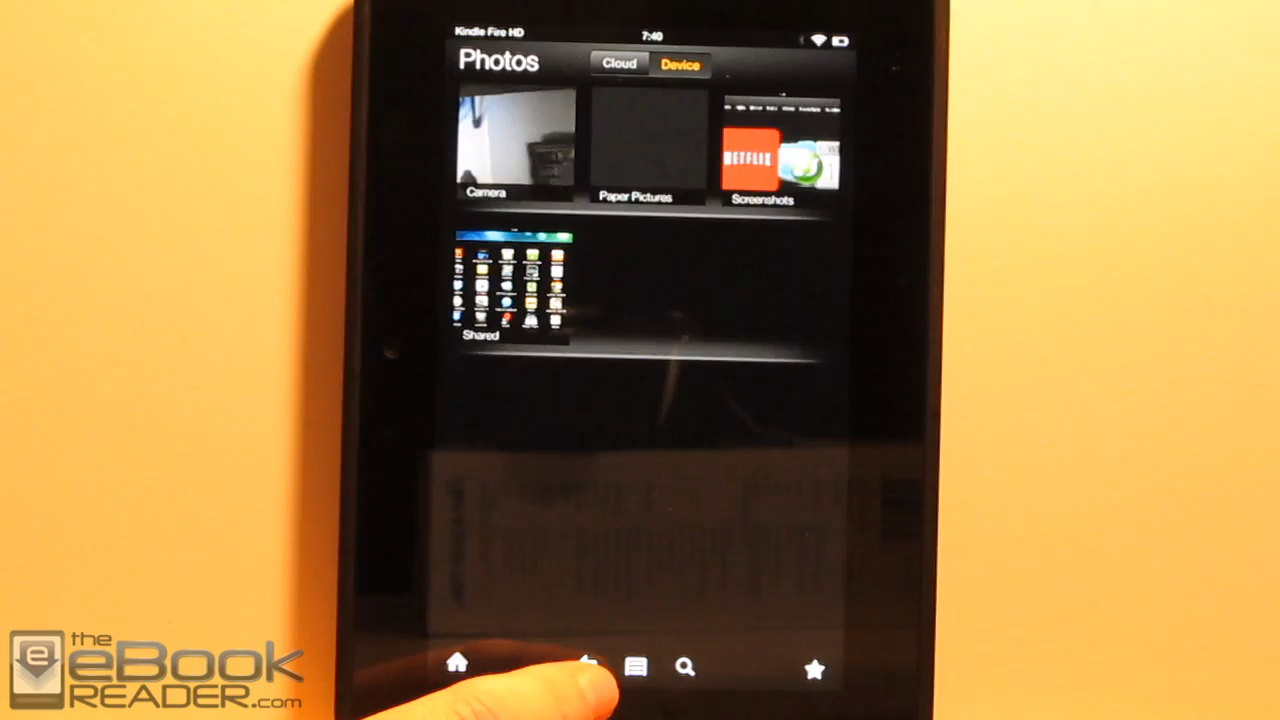 Kindle Fire HD 7:40
Photos Cloud Device
NETFLIX
Camera Paper Pictures Screenshots
Shared
the
eBook
READER.com